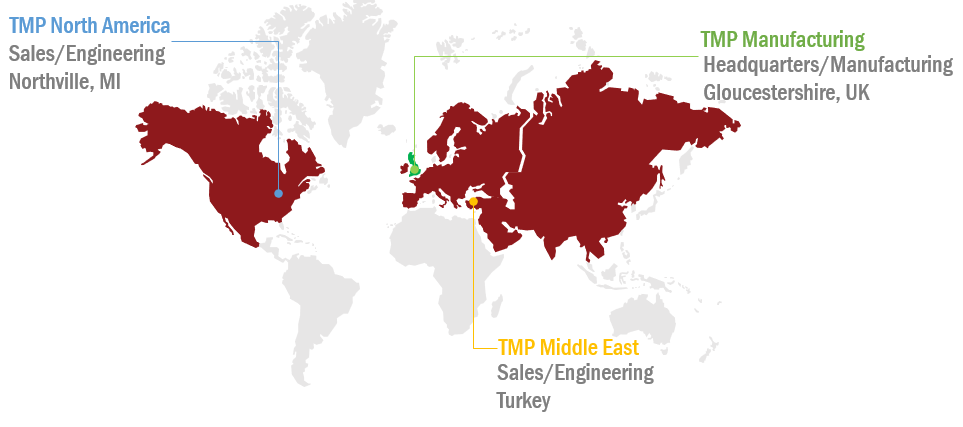 TMP North America
Sales/Engineering
Northville, MI
TMP Manufacturing
Headquarters/Manufacturing
Gloucestershire, UK
TMP Middle East
Sales/Engineering
Turkey